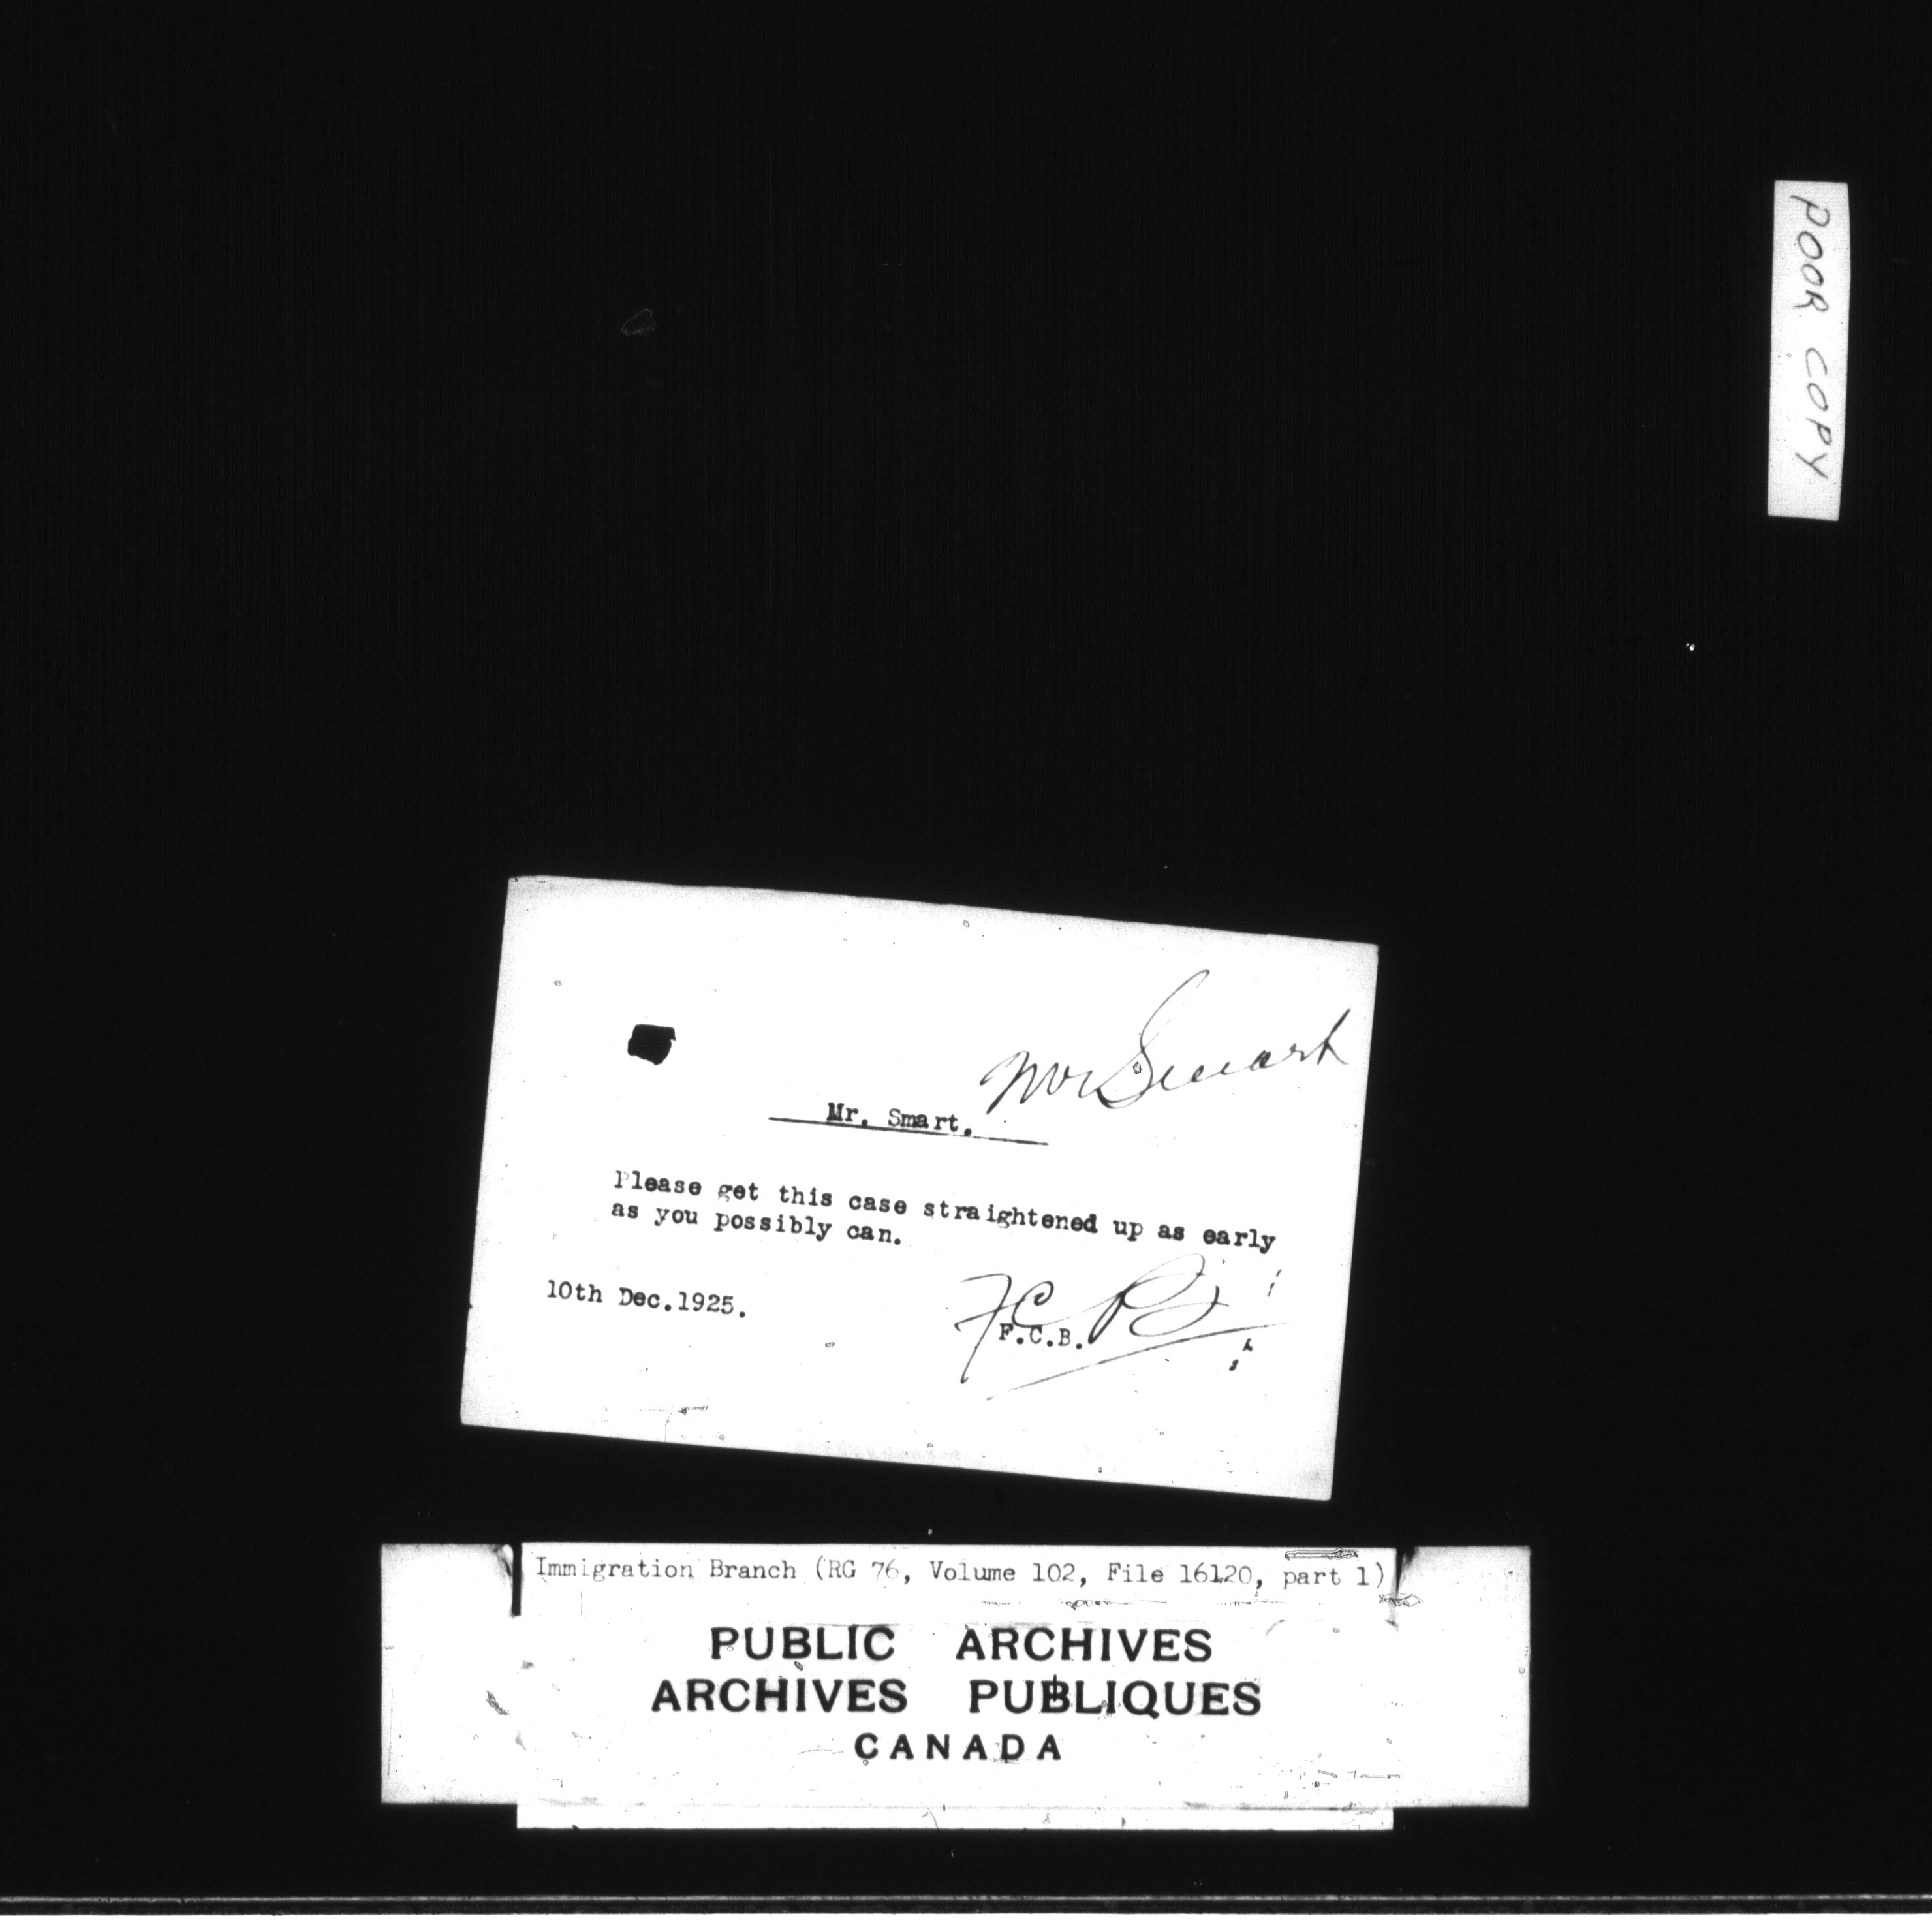 POOR COPY
Mr Smart
Mr. Smart.
Please get this case straightened up as early
as you possibly can.
10th Dec.1925.
F.C.B.
F.C.B.
Immigration Branch (RG 76, Volume 102, File 16120, part 1)
PUBLIC ARCHIVES
ARCHIVES PUBLIQUES
CANADA